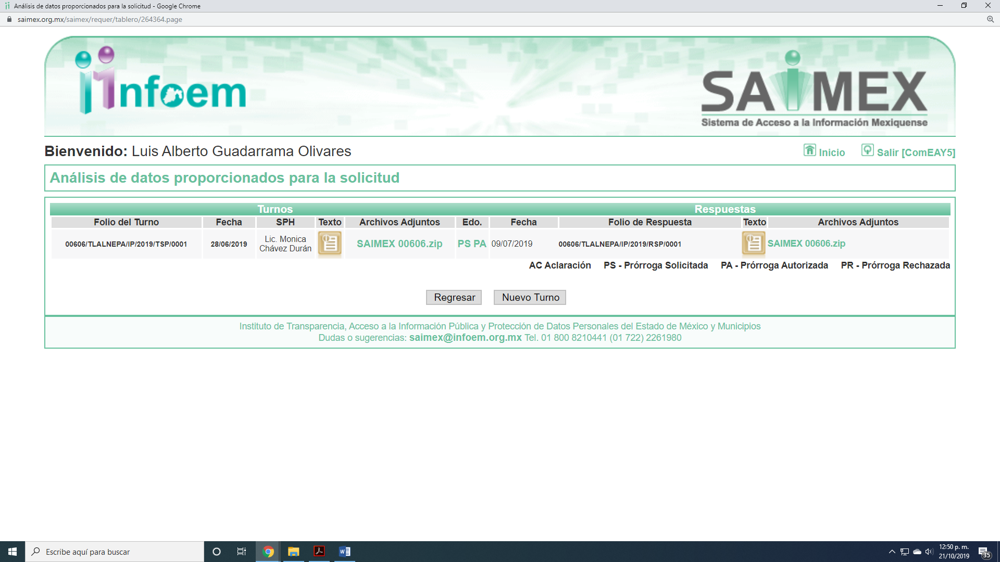 Análisis de datos proporcionados para la solicitud - Google Chrome
saimex.org.mx/saimex/requer/tablero/264364.page
infoem
SAIMEX
Sistema de Acceso a la Información Mexiquense
Bienvenido: Luis Alberto Guadarrama Olivares
Inicio Salir [ComEAY5]
Análisis de datos proporcionados para la solicitud
Turnos Respuestas
Folio del Turno Fecha SPH Texto Archivos Adjuntos Edo. Fecha Folio de Respuesta Texto Archivos Adjuntos
00606/TLALNEPA/IP/2019/TSP/0001 28/06/2019 Lic. Monica Chávez Durán SAIMEX 00606.zip PS PA 09/07/2019 00606/TLALNEPA/IP/2019/RSP/0001 SAIMEX 00606.zip
AC Aclaración PS - Prórroga Solicitada PA - Prórroga Autorizada PR - Prórroga Rechazada
Regresar Nuevo Turno
Instituto de Transparencia, Acceso a la Información Pública y Protección de Datos Personales del Estado de México y Municipios
Dudas o sugerencias: saimex@infoem.org.mx Tel. 01 800 8210441 (01 722) 2261980
Escribe aquí para buscar
12:50 p. m.
21/10/2019
35